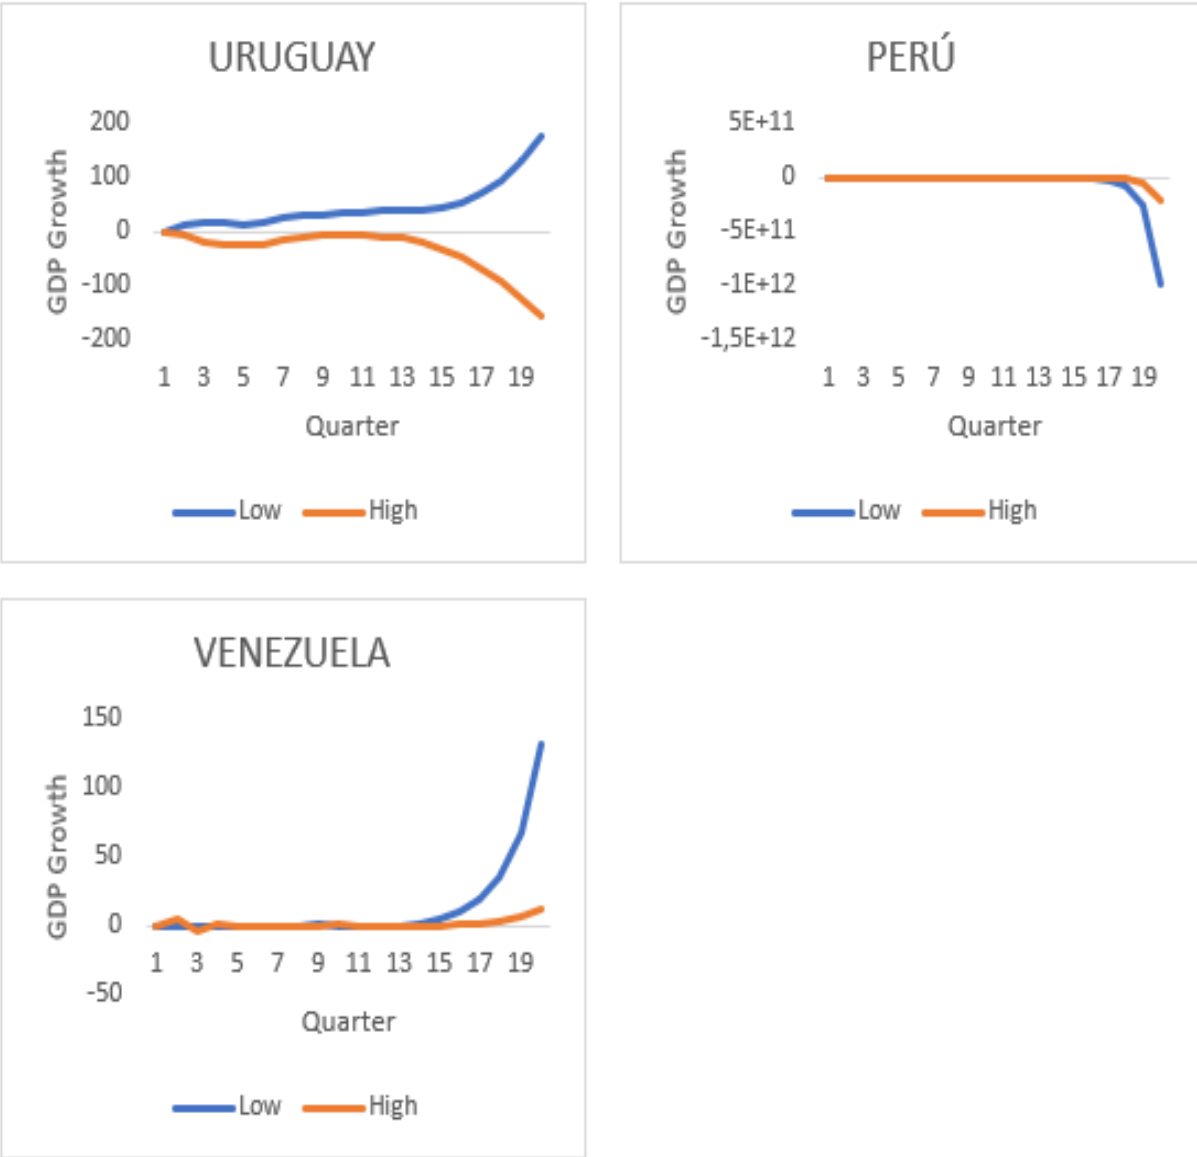 URUGUAY
GDP Growth
200
100
0
-100
-200
1 3 5 7 9 11 13 15 17 19
Quarter
Low High
PERÚ
GDP Growth
5E+11
0
-5E+11
-1E+12
-1,5E+12
1 3 5 7 9 11 13 15 17 19
Quarter
Low High
VENEZUELA
GDP Growth
150
100
50
0
-50
1 3 5 7 9 11 13 15 17 19
Quarter
Low High